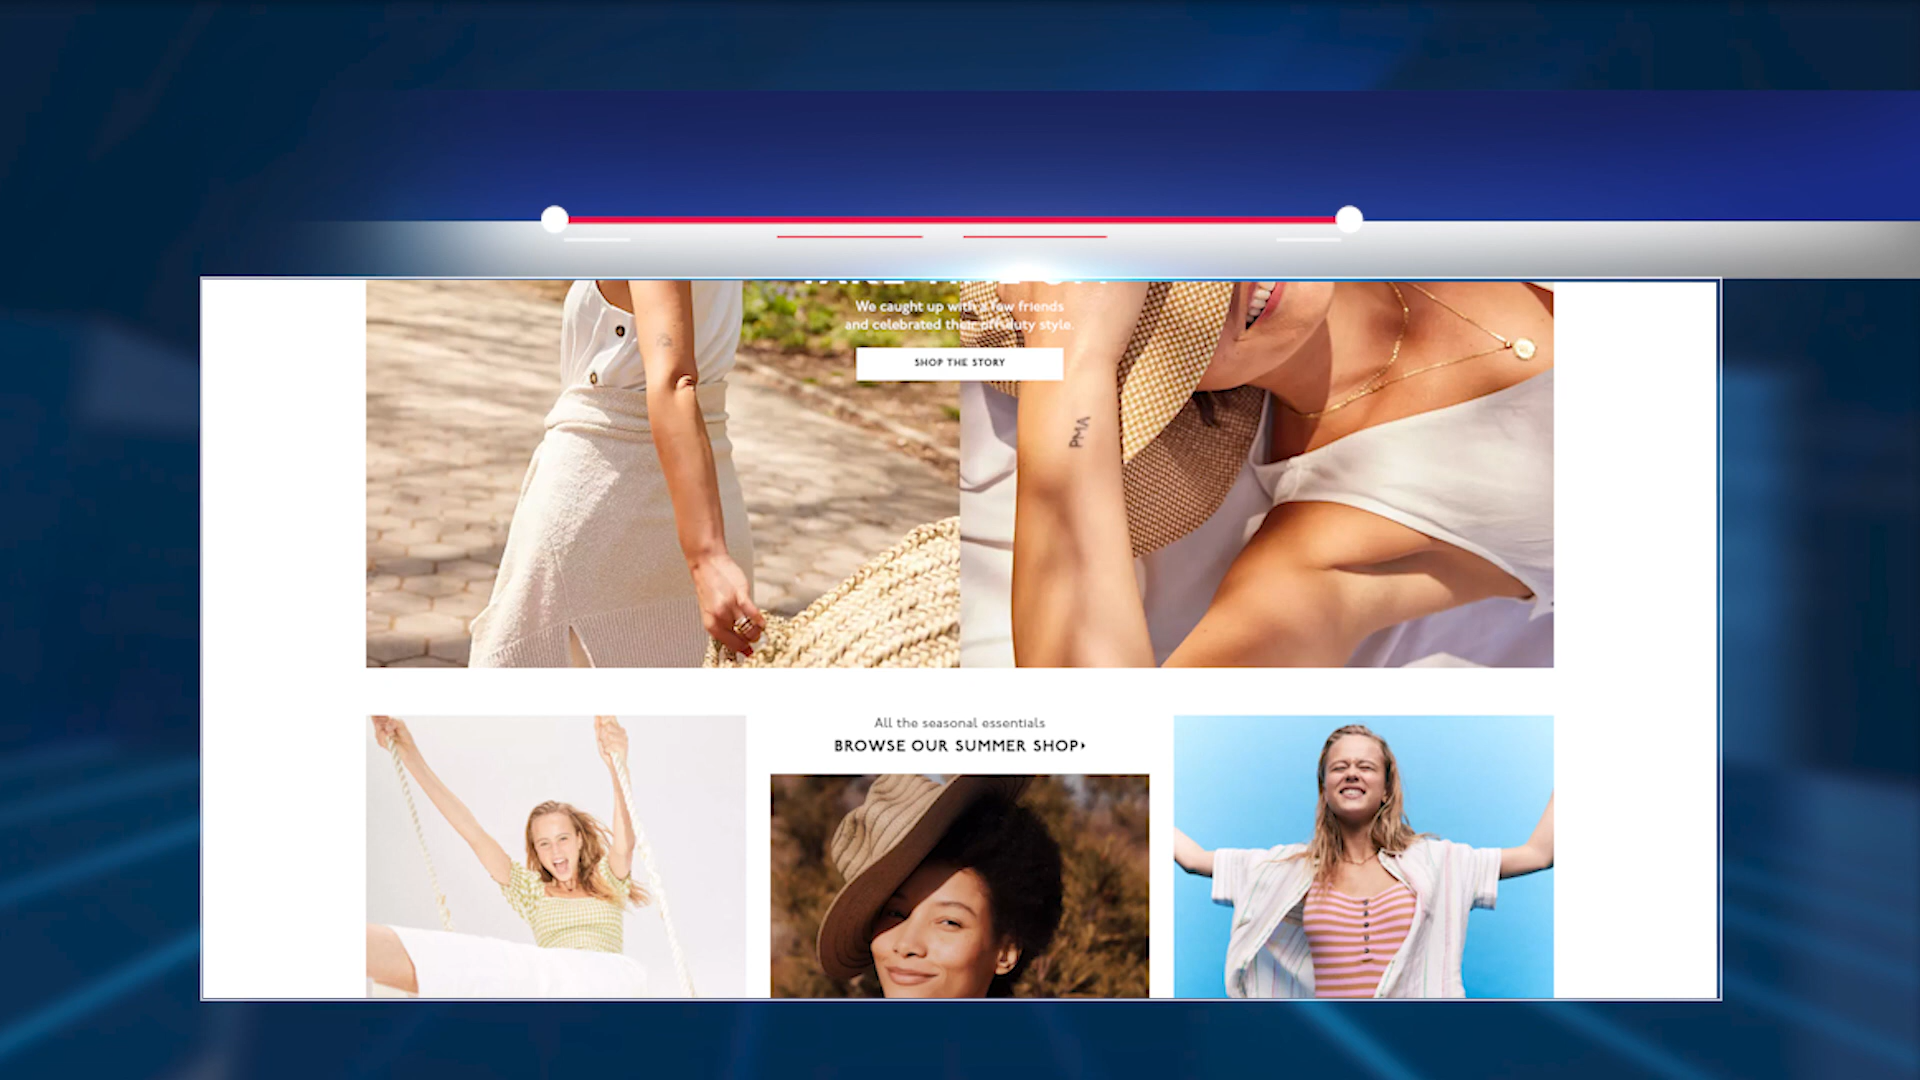 We caught up with a few friends
and celebrated their off-duty style.
SHOP THE STORY
PMA
All the seasonal essentials
BROWSE OUR SUMMER SHOP